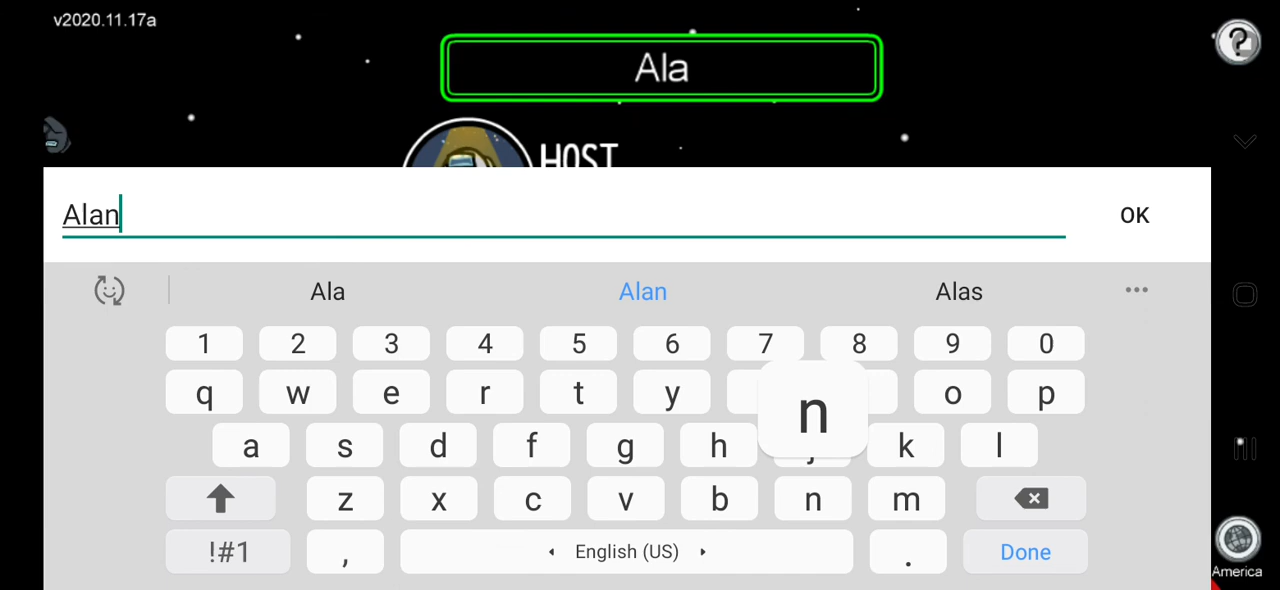 v2020.11.17a
Ala
HOST
Alan
OK
Ala Alan Alas
1 2 3 4 5 6 7 8 9 0
q w e r t y o p
n
a s d f g h j k l
z x c v b n m
!#1 , English (US) . Done
America